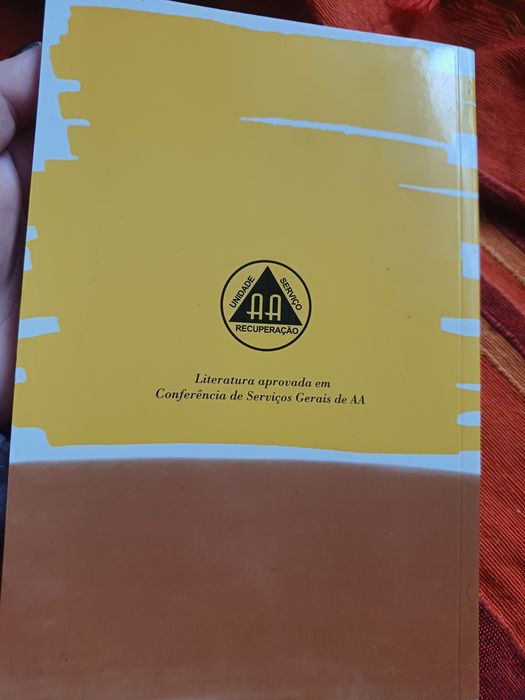 UNIDADE
SERVIÇO
AA
RECUPERAÇÃO
Literatura aprovada em
Conferência de Serviços Gerais de AA